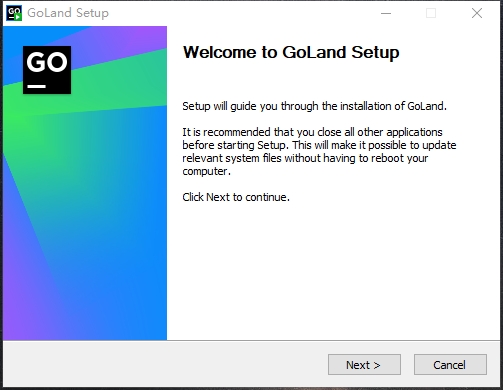 GoLand Setup
GO
Welcome to GoLand Setup
Setup will guide you through the installation of GoLand.
It is recommended that you close all other applications
before starting Setup. This will make it possible to update
relevant system files without having to reboot your
computer.
Click Next to continue.
Next >
Cancel